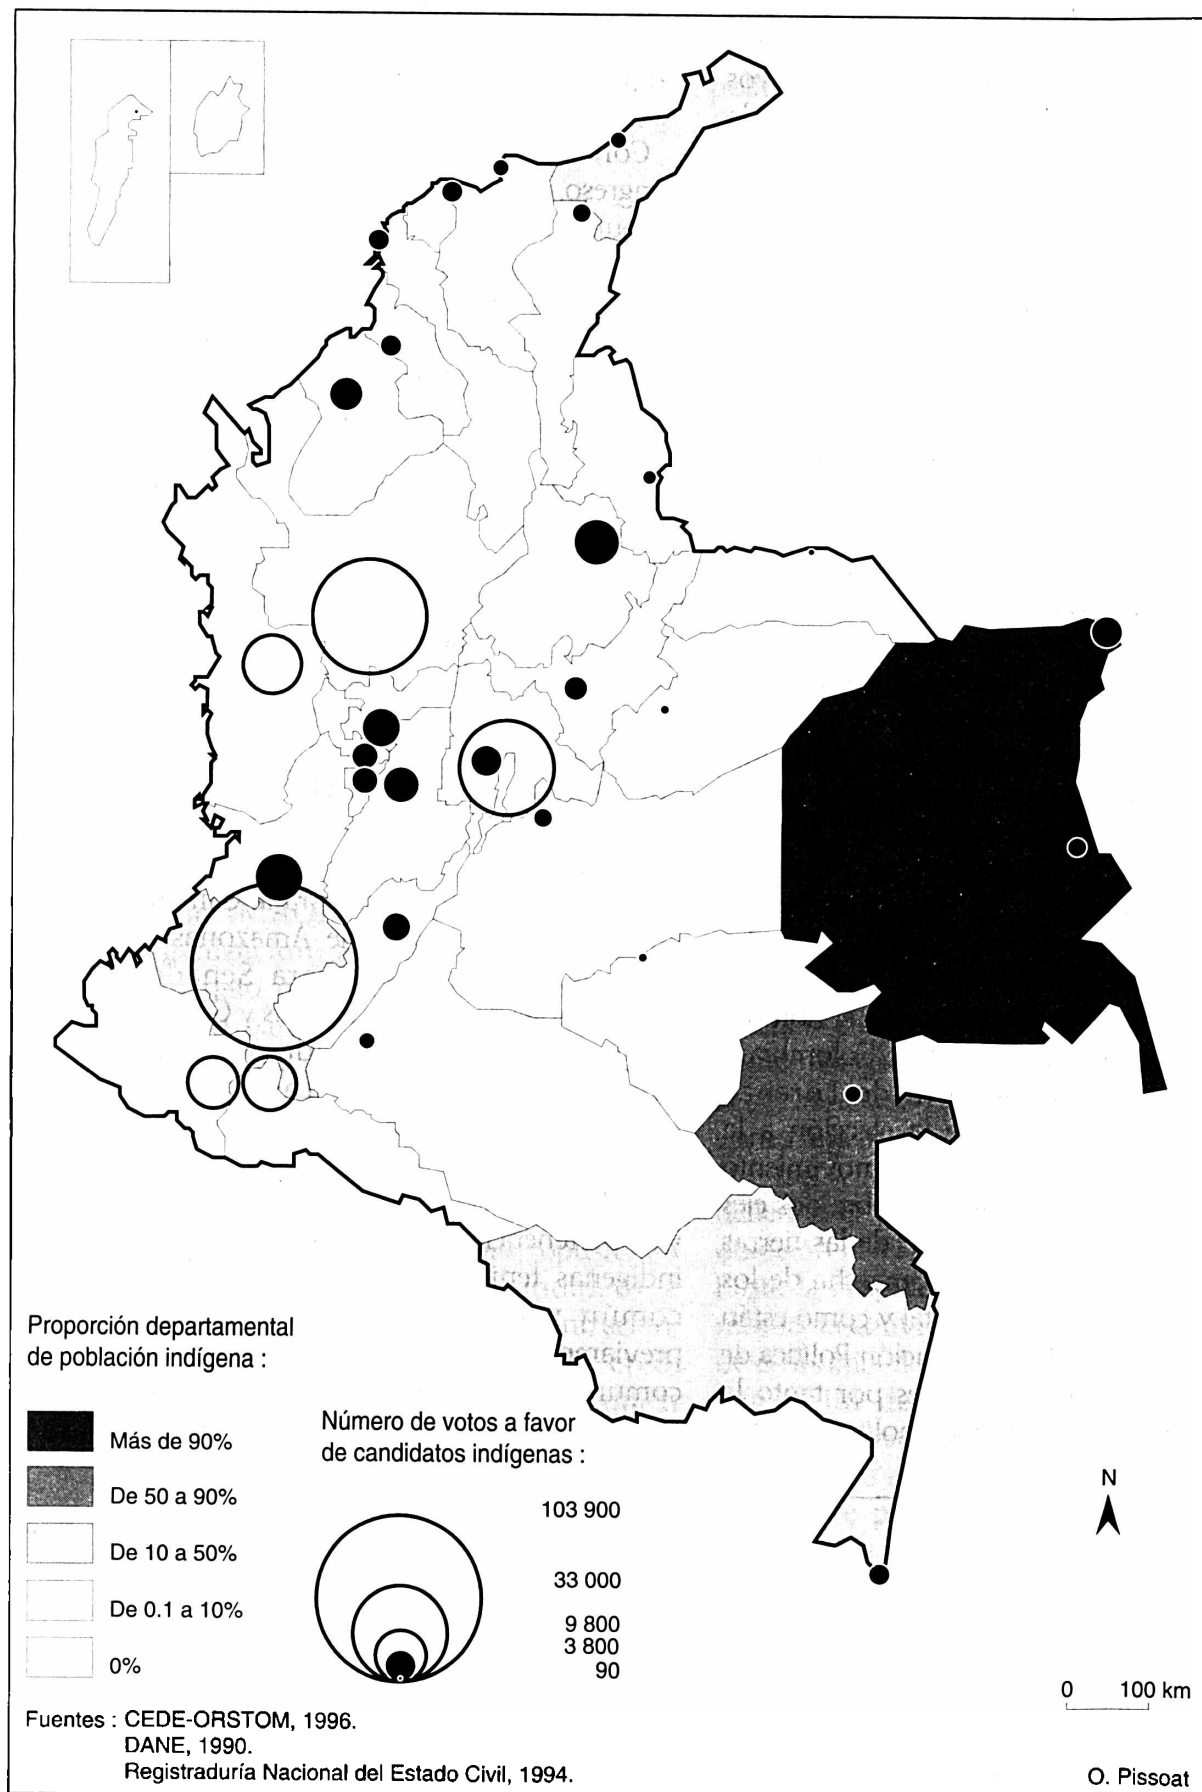 Proporción departamental
de población indígena :
Más de 90%
De 50 a 90%
De 10 a 50%
De 0.1 a 10%
0%
Número de votos a favor
de candidatos indígenas :
103 900
33 000
9 800
3 800
90
N
0 100 km
Fuentes : CEDE-ORSTOM, 1996.
DANE, 1990.
Registraduría Nacional del Estado Civil, 1994.
O. Pissoat